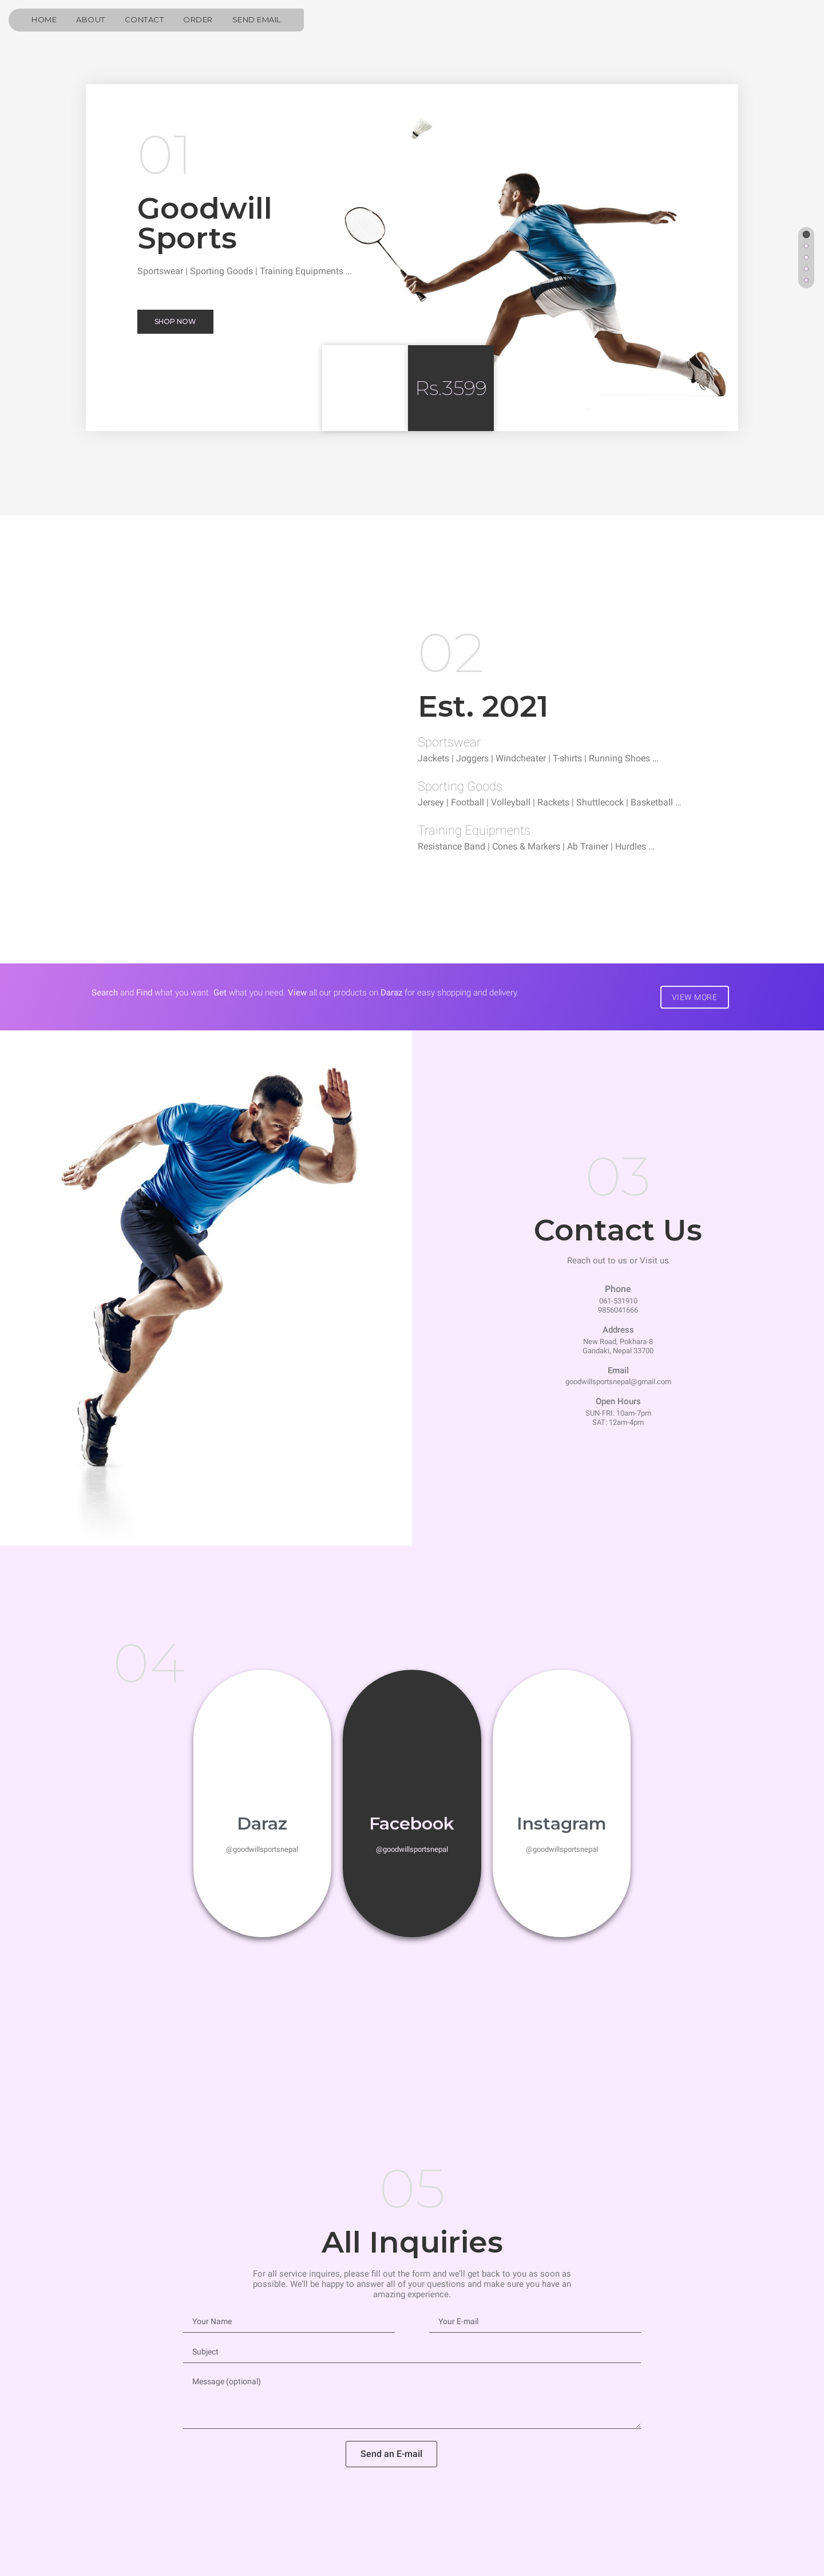 HOME ABOUT CONTACT ORDER SEND EMAIL
01
Goodwill
Sports
Sportswear | Sporting Goods | Training Equipments ...
SHOP NOW
Rs.3599
02
Est. 2021
Sportswear
Jackets | Joggers | Windcheater | T-shirts | Running Shoes ...
Sporting Goods
Jersey | Football | Volleyball | Rackets | Shuttlecock | Basketball ...
Training Equipments
Resistance Band | Cones & Markers | Ab Trainer | Hurdles ...
Search and Find what you want. Get what you need. View all our products on Daraz for easy shopping and delivery.
VIEW MORE
03
Contact Us
Reach out to us or Visit us
Phone
061-531910
9856041666
Address
New Road, Pokhara-8
Gandaki, Nepal 33700
Email
goodwillsportsnepal@gmail.com
Open Hours
SUN-FRI: 10am-7pm
SAT: 12am-4pm
04
Daraz
@goodwillsportsnepal
Facebook
@goodwillsportsnepal
Instagram
@goodwillsportsnepal
05
All Inquiries
For all service inquires, please fill out the form and we'll get back to you as soon as
possible. We'll be happy to answer all of your questions and make sure you have an
amazing experience.
Your Name
Your E-mail
Subject
Message (optional)
Send an E-mail